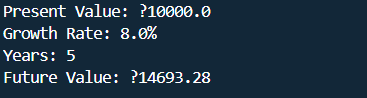 Present Value: ?10000.0
Growth Rate: 8.0%
Years: 5
Future Value: ?14693.28